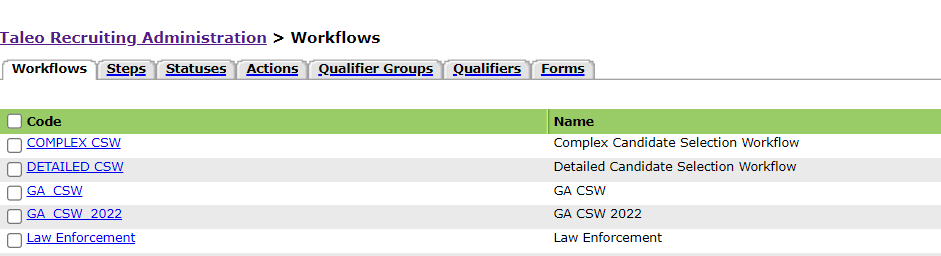 Taleo Recruiting Administration > Workflows
Workflows Steps Statuses Actions Qualifier Groups Qualifiers Forms
Code Name
COMPLEX CSW Complex Candidate Selection Workflow
DETAILED CSW Detailed Candidate Selection Workflow
GA_CSW GA CSW
GA_CSW_2022 GA CSW 2022
Law Enforcement Law Enforcement